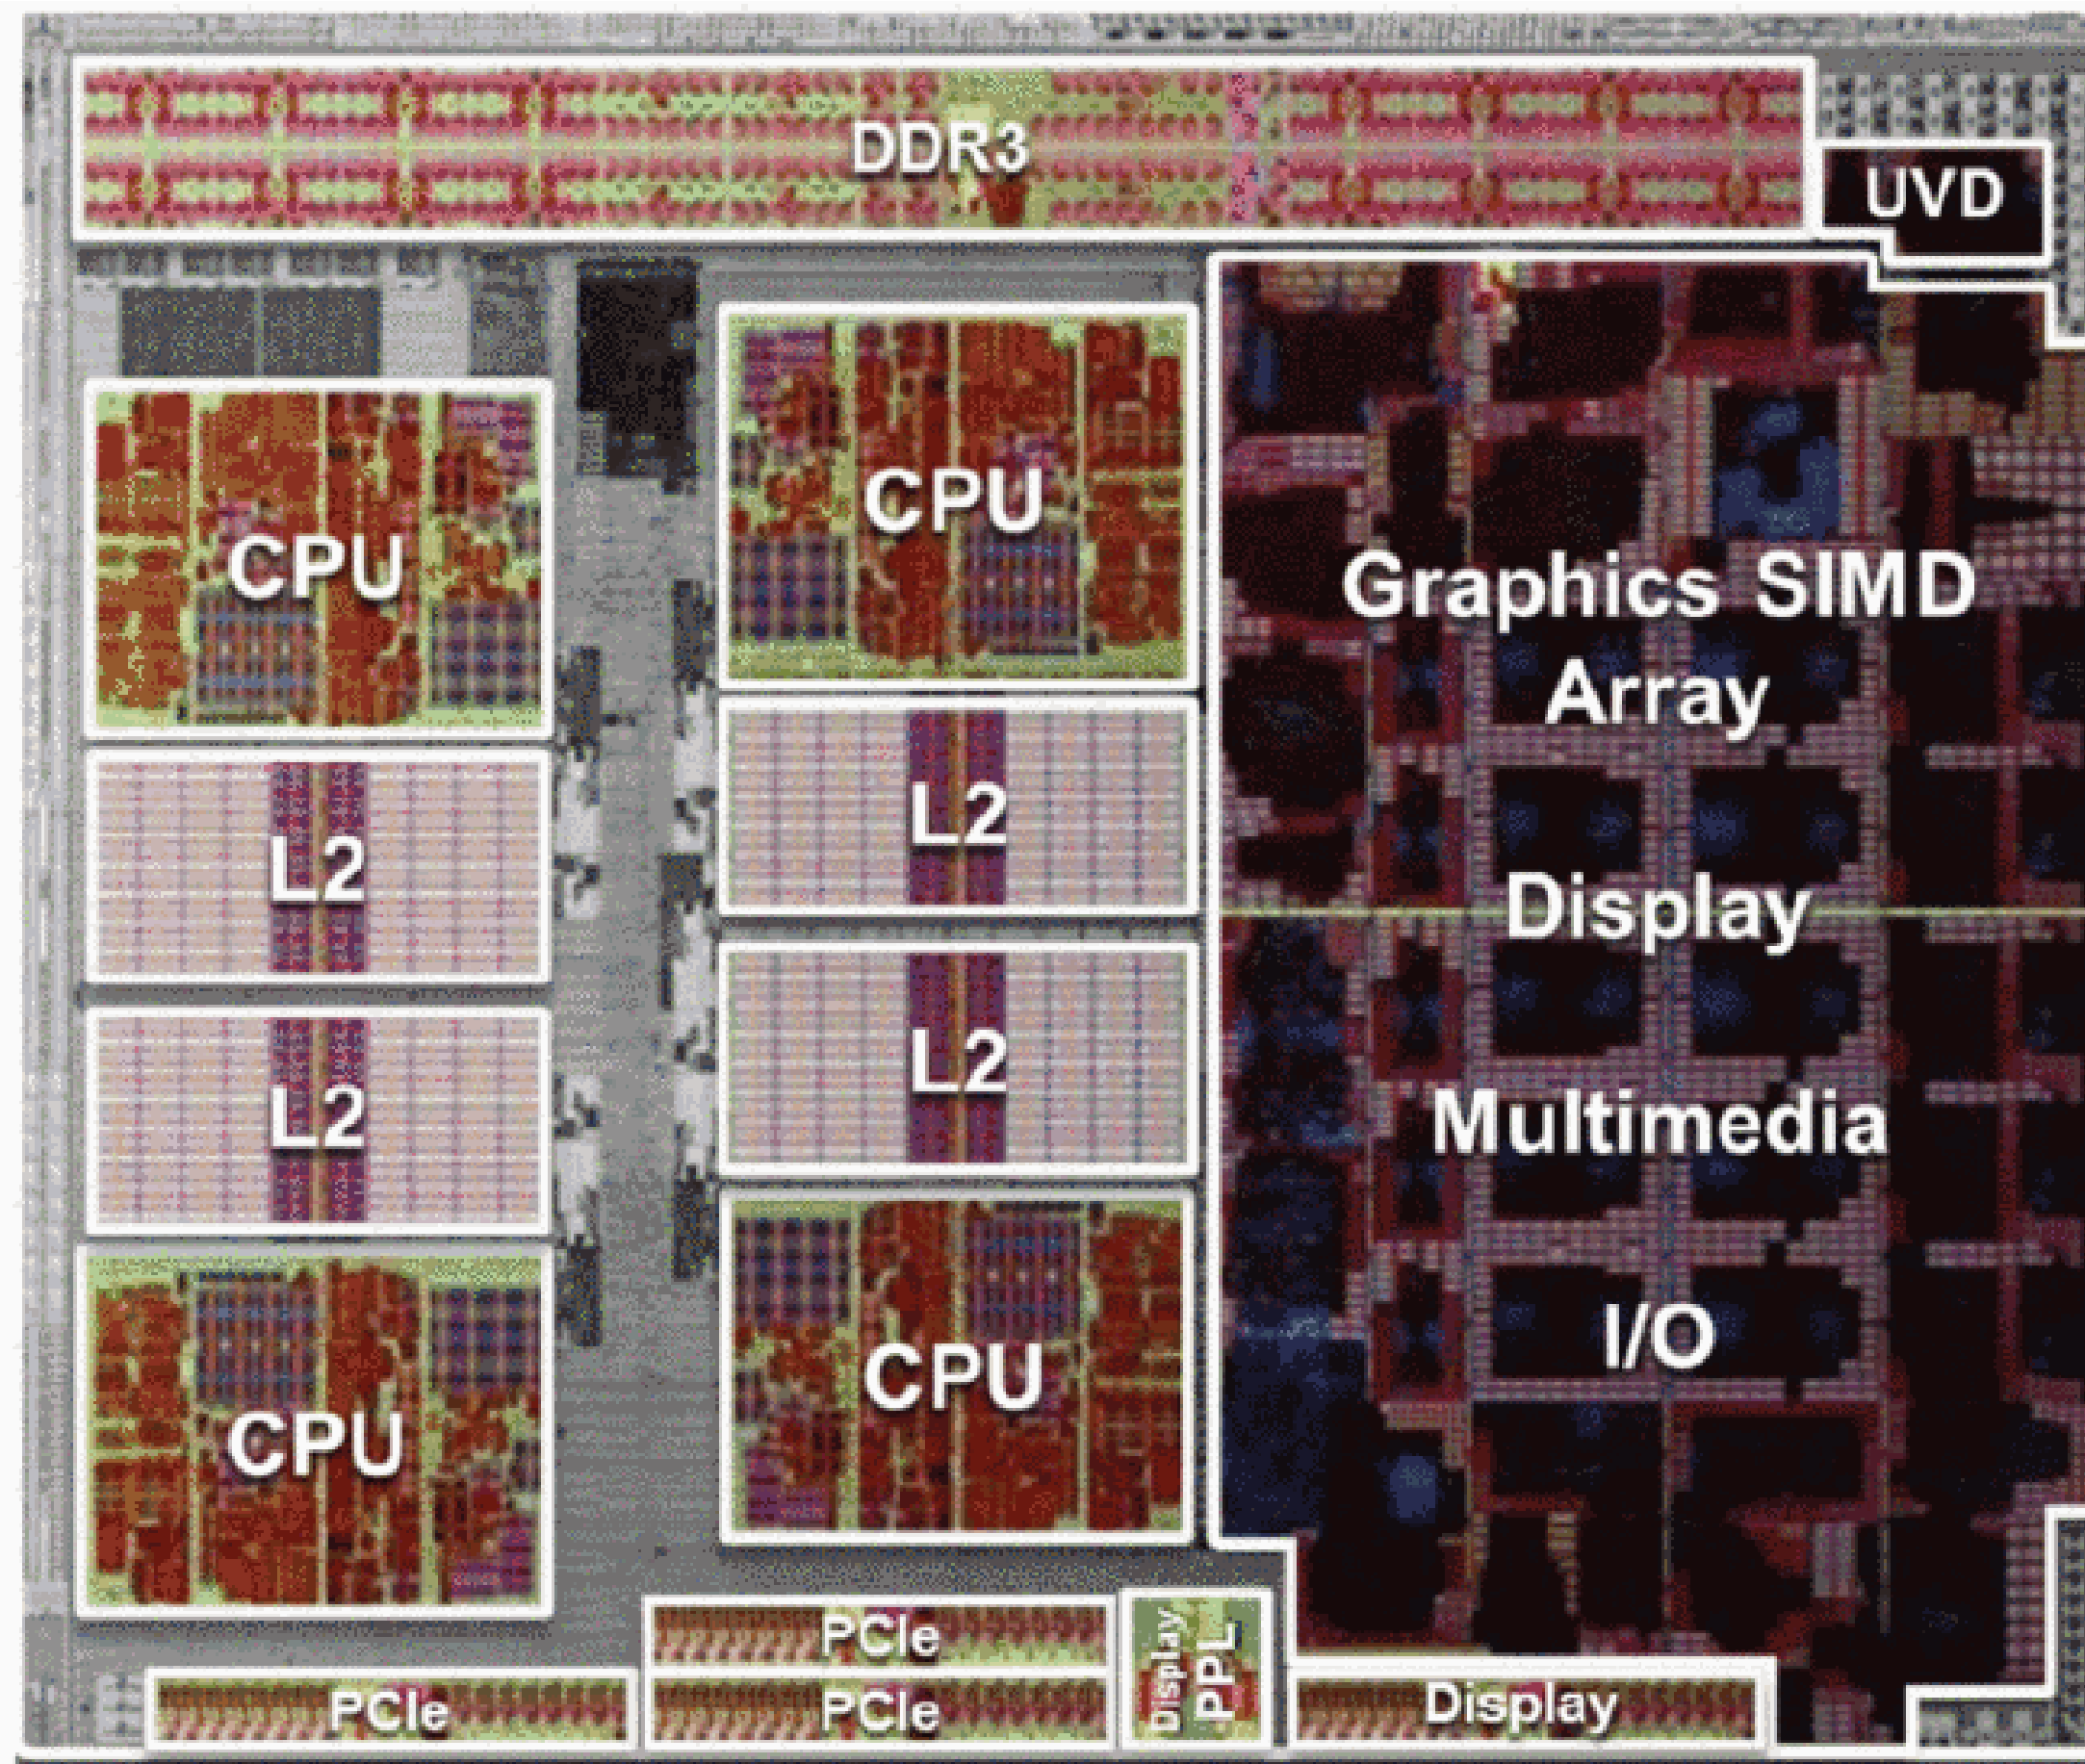 DDR3
UVD
CPU
CPU
Graphics SIMD
Array
L2
L2
Display
L2
L2
Multimedia
I/O
CPU
CPU
PCIe
PCIe
PCIe
Display
PPL
Display